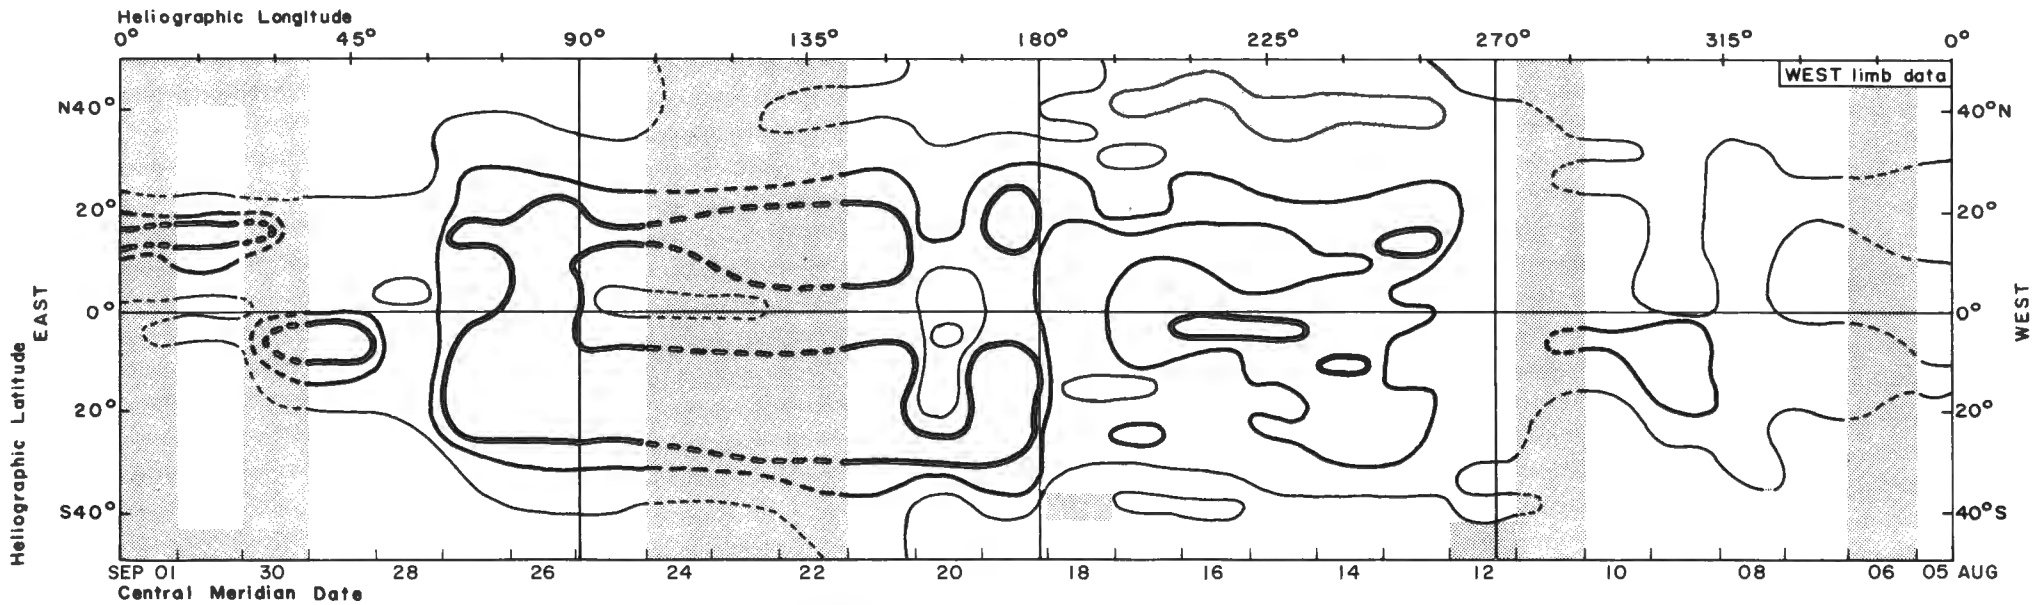 Heliographic Longitude
0° 45° 90° 135° 180° 225° 270° 315° 0°
WEST limb data
N40° 40°N
20° 20°
0° 0°
20° 20°
S40° 40°S
Heliographic Latitude
EAST
WEST
SEP 01 30 28 26 24 22 20 18 16 14 12 10 08 06 05 AUG
Central Meridian Date